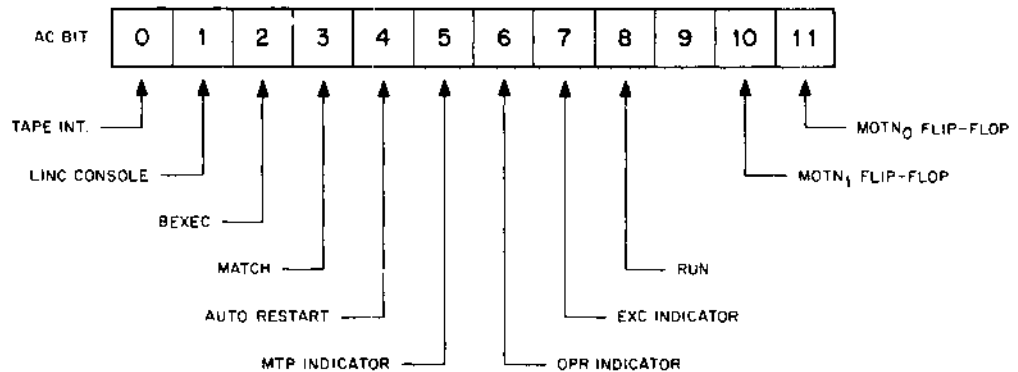 AC BIT 0 1 2 3 4 5 6 7 8 9 10 11
TAPE INT. MOTN0 FLIP-FLOP
LINC CONSOLE MOTN1 FLIP-FLOP
BEXEC
MATCH RUN
AUTO RESTART EXC INDICATOR
MTP INDICATOR OPR INDICATOR